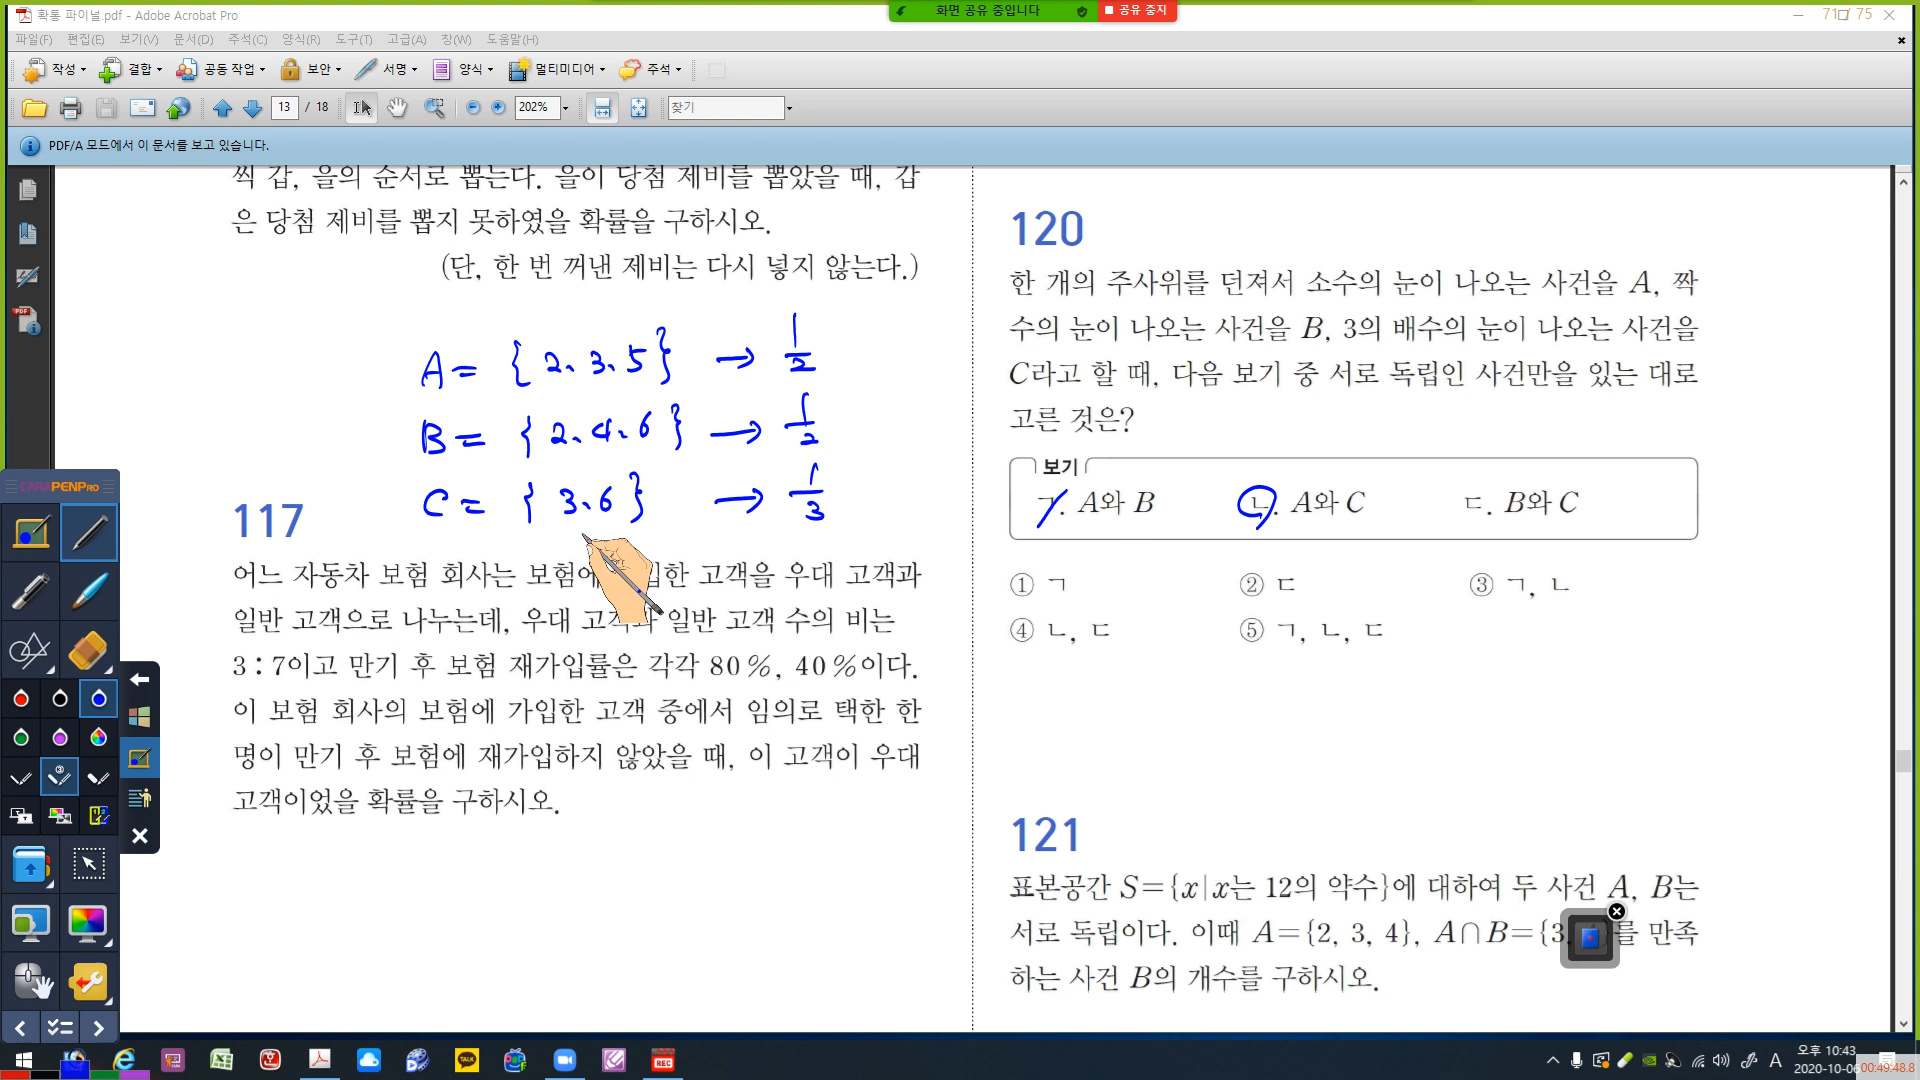 확통 파이널.pdf - Adobe Acrobat Pro
화면 공유 중입니다
공유 중지
71 / 75
파일(F) 편집(E) 보기(V) 문서(D) 주석(C) 양식(R) 도구(T) 고급(A) 창(W) 도움말(H)
작성 결합 공동 작업 보안 서명 양식 멀티미디어 주석
13 / 18 202% 찾기
PDF/A 모드에서 이 문서를 보고 있습니다.
씩 갑, 을의 순서로 뽑는다. 을이 당첨 제비를 뽑았을 때, 갑
은 당첨 제비를 뽑지 못하였을 확률을 구하시오.
(단, 한 번 꺼낸 제비는 다시 넣지 않는다.)
A = { 2, 3, 5 } → 1/2
B = { 2, 4, 6 } → 1/2
C = { 3, 6 } → 1/3
117
어느 자동차 보험 회사는 보험에 입한 고객을 우대 고객과
일반 고객으로 나누는데, 우대 고객과 일반 고객 수의 비는
3 : 7이고 만기 후 보험 재가입률은 각각 80 %, 40 %이다.
이 보험 회사의 보험에 가입한 고객 중에서 임의로 택한 한
명이 만기 후 보험에 재가입하지 않았을 때, 이 고객이 우대
고객이었을 확률을 구하시오.
120
한 개의 주사위를 던져서 소수의 눈이 나오는 사건을 A, 짝
수의 눈이 나오는 사건을 B, 3의 배수의 눈이 나오는 사건을
C라고 할 때, 다음 보기 중 서로 독립인 사건만을 있는 대로
고른 것은?
보기
ㄱ. A와 B ㄴ. A와 C ㄷ. B와 C
① ㄱ ② ㄷ ③ ㄱ, ㄴ
④ ㄴ, ㄷ ⑤ ㄱ, ㄴ, ㄷ
121
표본공간 S={x|x는 12의 약수}에 대하여 두 사건 A, B는
서로 독립이다. 이때 A={2, 3, 4}, A∩B={3, 를 만족
하는 사건 B의 개수를 구하시오.
CARAPENPRO
PDF
TALK
REC
A
오후 10:43
2020-10-06
00:49:48.8